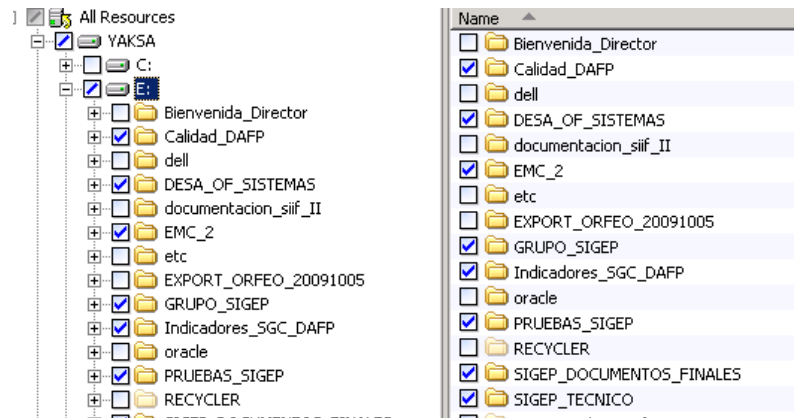 All Resources
YAKSA
C:
E:
Bienvenida_Director
Calidad_DAFP
dell
DESA_OF_SISTEMAS
documentacion_siif_II
EMC_2
etc
EXPORT_ORFEO_20091005
GRUPO_SIGEP
Indicadores_SGC_DAFP
oracle
PRUEBAS_SIGEP
RECYCLER
Name
Bienvenida_Director
Calidad_DAFP
dell
DESA_OF_SISTEMAS
documentacion_siif_II
EMC_2
etc
EXPORT_ORFEO_20091005
GRUPO_SIGEP
Indicadores_SGC_DAFP
oracle
PRUEBAS_SIGEP
RECYCLER
SIGEP_DOCUMENTOS_FINALES
SIGEP_TECNICO